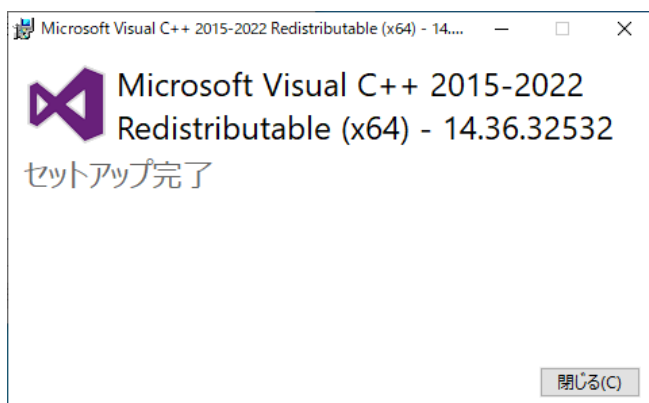 Microsoft Visual C++ 2015-2022 Redistributable (x64) - 14....
Microsoft Visual C++ 2015-2022
Redistributable (x64) - 14.36.32532
セットアップ完了
閉じる(C)